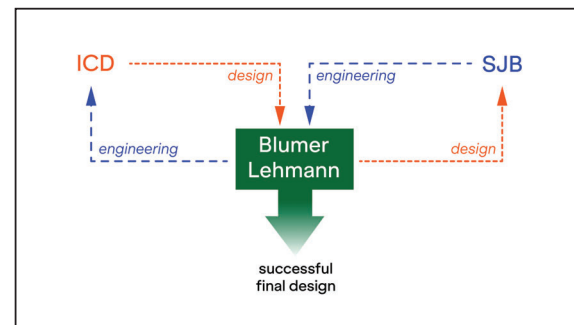 ICD
design
engineering
SJB
Blumer
Lehmann
engineering
design
successful
final design